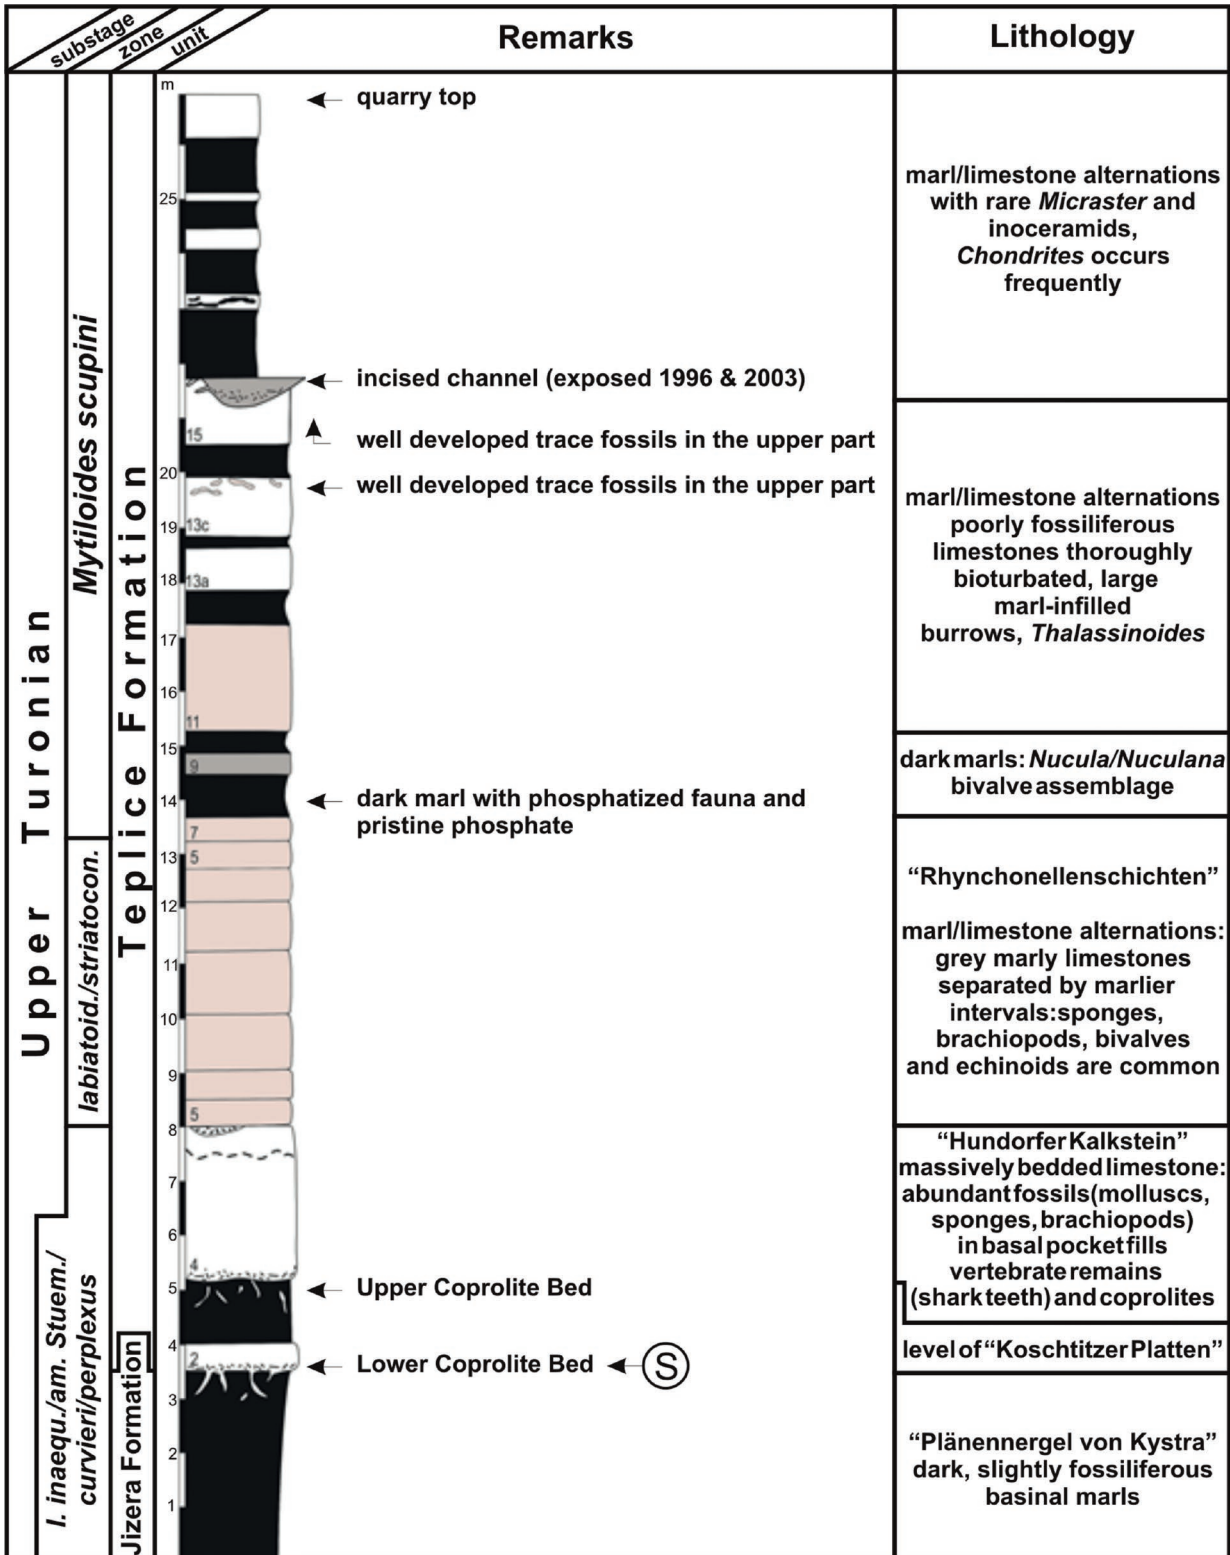 substage
zone
unit
Remarks
Lithology
m
quarry top
25
marl/limestone alternations
with rare Micraster and
inoceramids,
Chondrites occurs
frequently
incised channel (exposed 1996 & 2003)
15
well developed trace fossils in the upper part
20
well developed trace fossils in the upper part
19
13c
18
13a
17
16
11
15
9
14
dark marl with phosphatized fauna and
pristine phosphate
7
13
5
12
11
10
9
5
8
7
6
4
5
Upper Coprolite Bed
4
2
Lower Coprolite Bed
S
3
2
1
marl/limestone alternations
poorly fossiliferous
limestones thoroughly
bioturbated, large
marl-infilled
burrows, Thalassinoides
dark marls: Nucula/Nuculana
bivalve assemblage
“Rhynchonellenschichten”
marl/limestone alternations:
grey marly limestones
separated by marlier
intervals:sponges,
brachiopods, bivalves
and echinoids are common
“Hundorfer Kalkstein”
massively bedded limestone:
abundant fossils (molluscs,
sponges, brachiopods)
in basal pocket fills
vertebrate remains
(shark teeth) and coprolites
level of “Koschtitzer Platten”
“Plänennergel von Kystra”
dark, slightly fossiliferous
basinal marls
Upper Turonian
Mytiloides scupini
labiatoid./striatocon.
I. inaequ./am. Stuem./
curvieri/perplexus
Teplice Formation
Jizera Formation